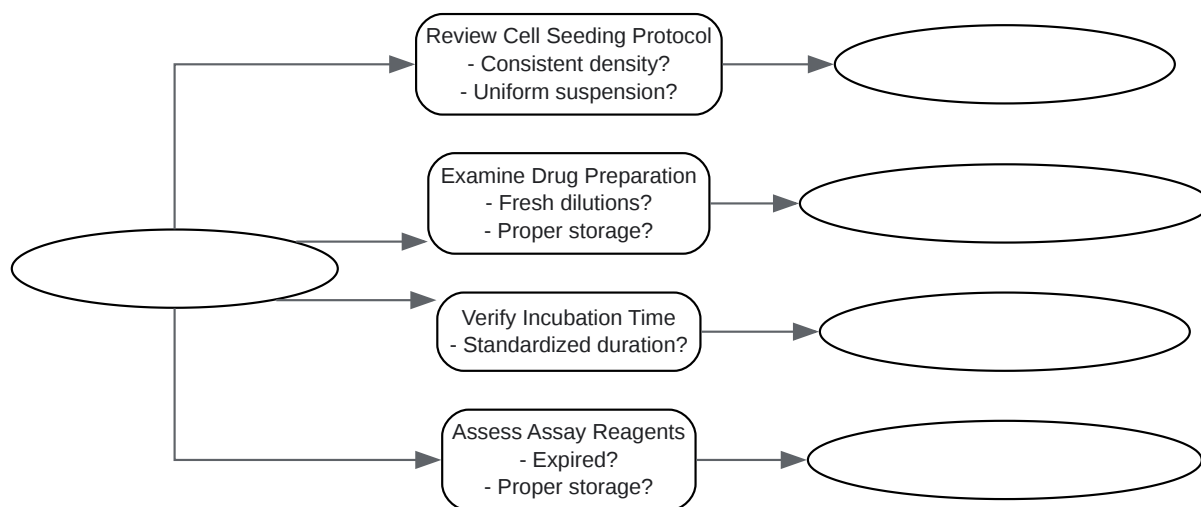 Review Cell Seeding Protocol
- Consistent density?
- Uniform suspension?
Examine Drug Preparation
- Fresh dilutions?
- Proper storage?
Verify Incubation Time
- Standardized duration?
Assess Assay Reagents
- Expired?
- Proper storage?